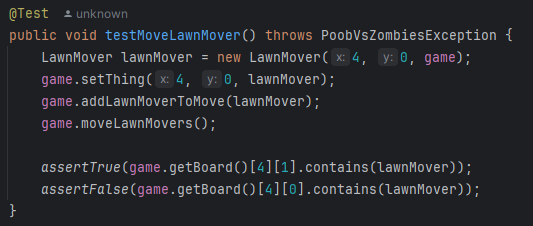 @Test unknown
public void testMoveLawnMover() throws PoobVsZombiesException {
LawnMover lawnMover = new LawnMover( x: 4, y: 0, game);
game.setThing( x: 4, y: 0, lawnMover);
game.addLawnMoverToMove(lawnMover);
game.moveLawnMovers();
assertTrue(game.getBoard()[4][1].contains(lawnMover));
assertFalse(game.getBoard()[4][0].contains(lawnMover));
}